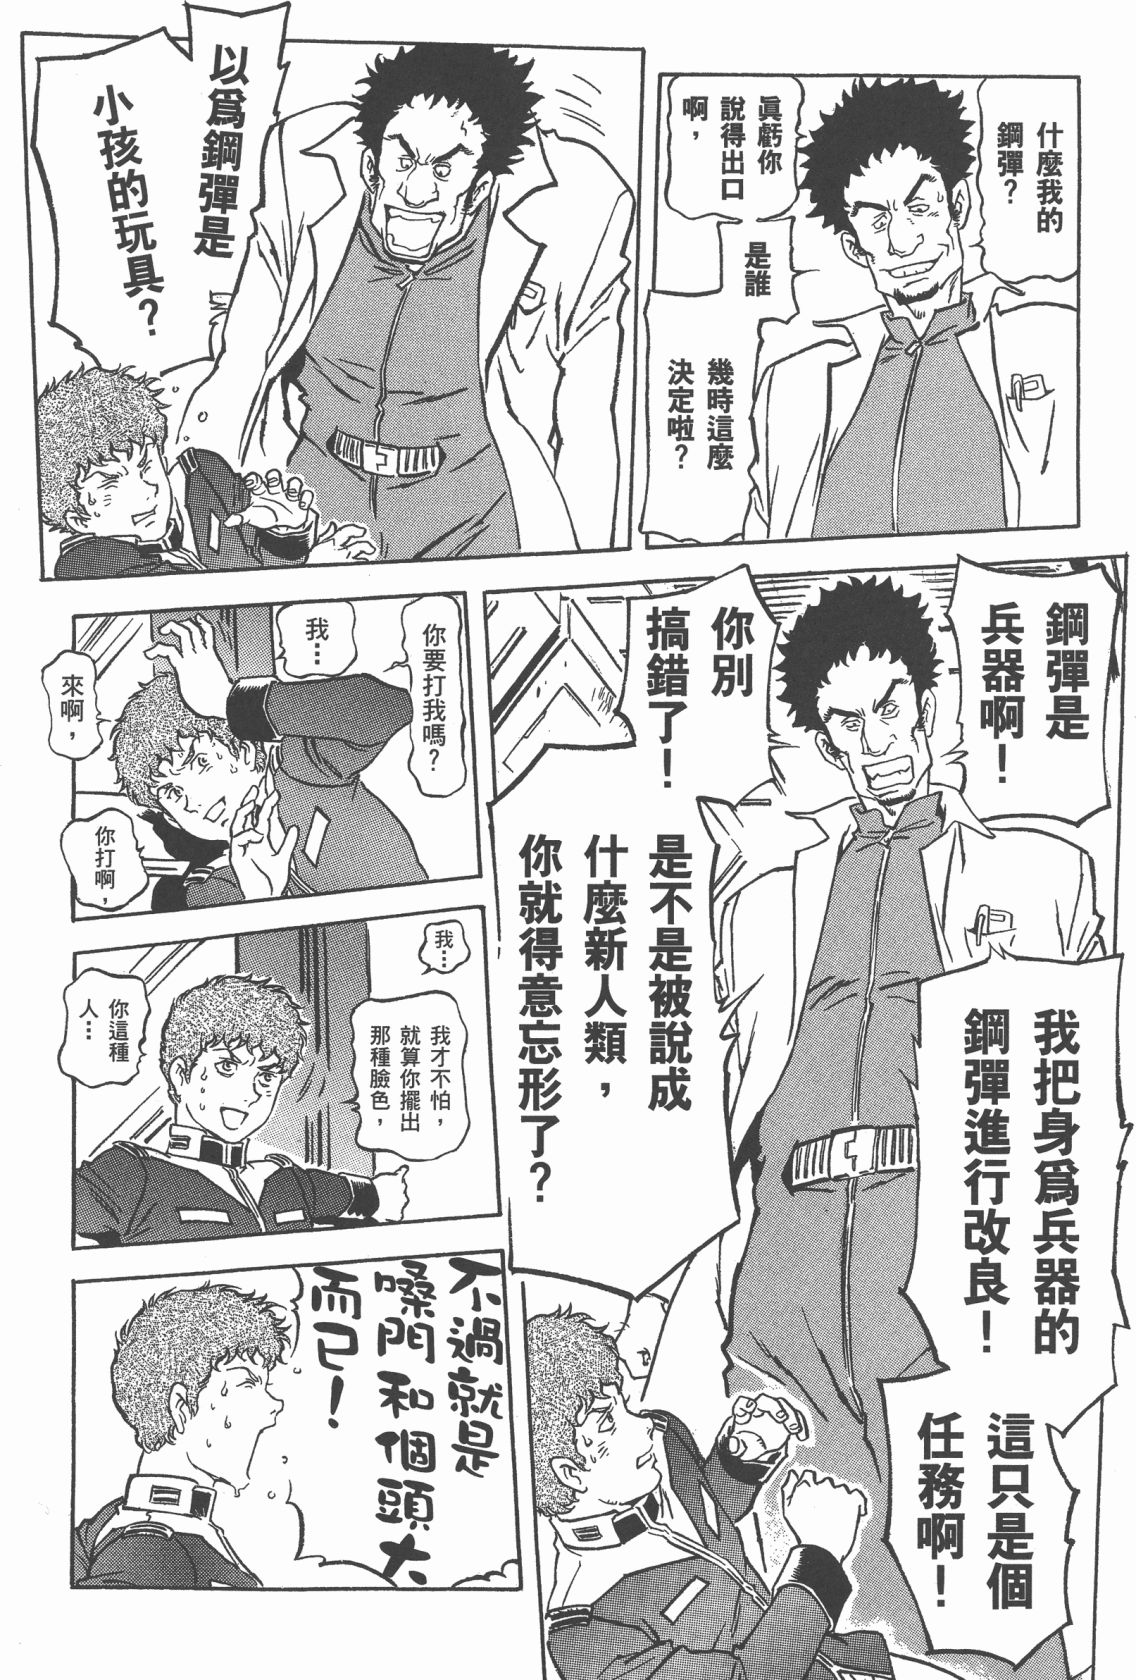 什麼我的
鋼彈？
真虧你
說得出口
啊，
是誰
幾時這麼
決定啦？
以爲鋼彈是
小孩的玩具？
鋼彈是
兵器啊！
你別
搞錯了！
是不是被說成
什麼新人類，
你就得意忘形了？
我把身爲兵器的
鋼彈進行改良！
這只是個
任務啊！
你要打我嗎？
我…
來啊，
你打啊，
我…
我才不怕，
就算你擺出
那種臉色，
你這種
人…
不過就是
嗓門和個頭大
而已！